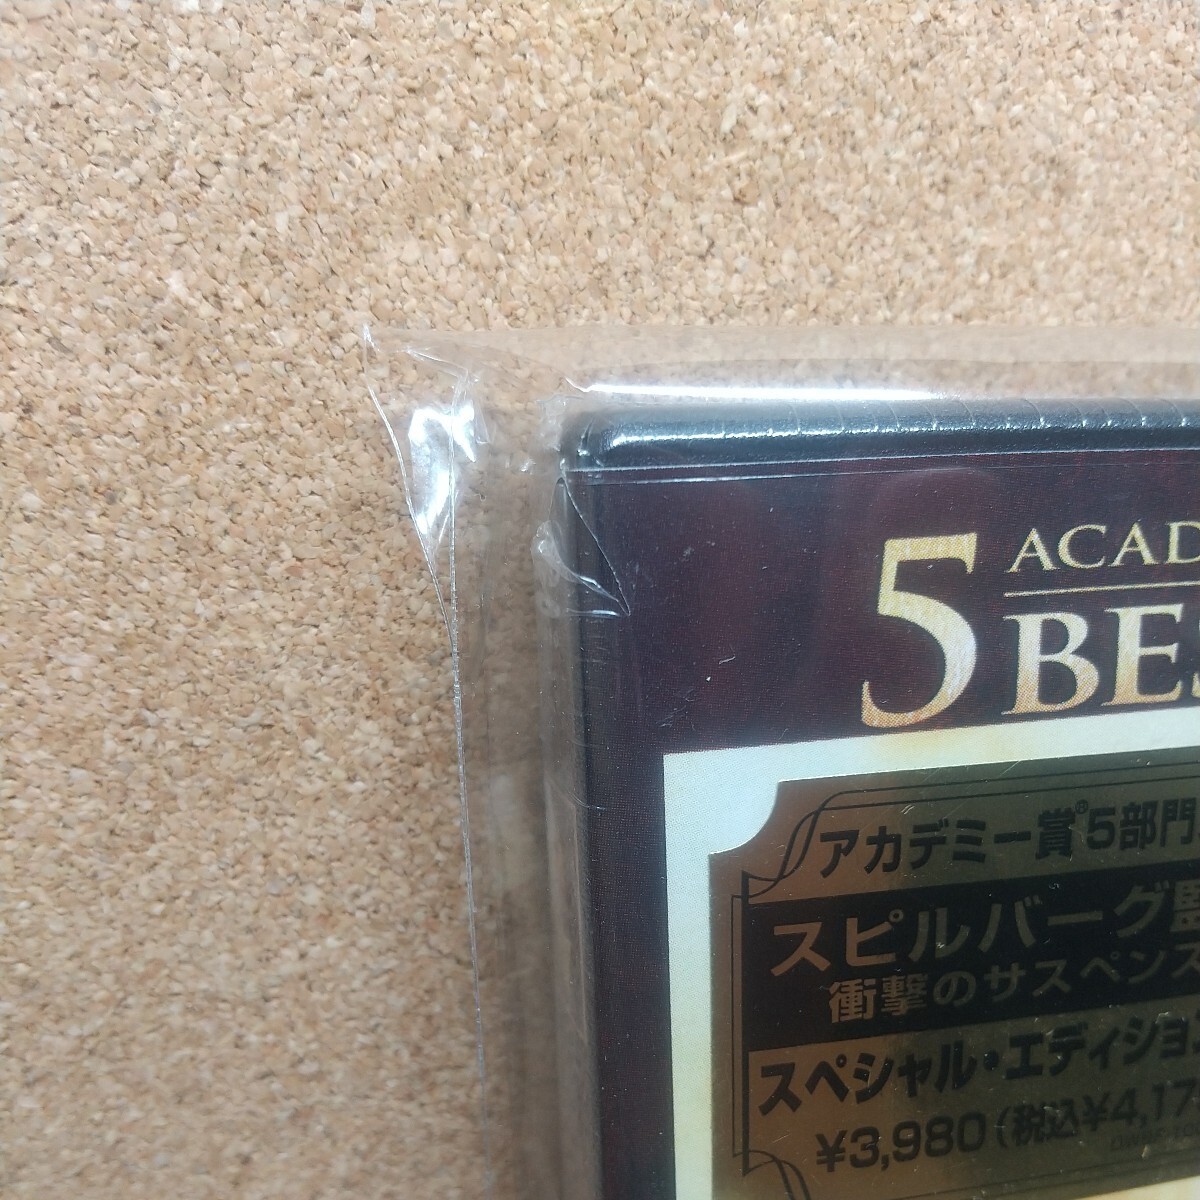 5 ACAD
BES
アカデミー賞®5部門
スピルバーグ監
衝撃のサスペンス
スペシャル・エディション
¥3,980(税込¥4,17